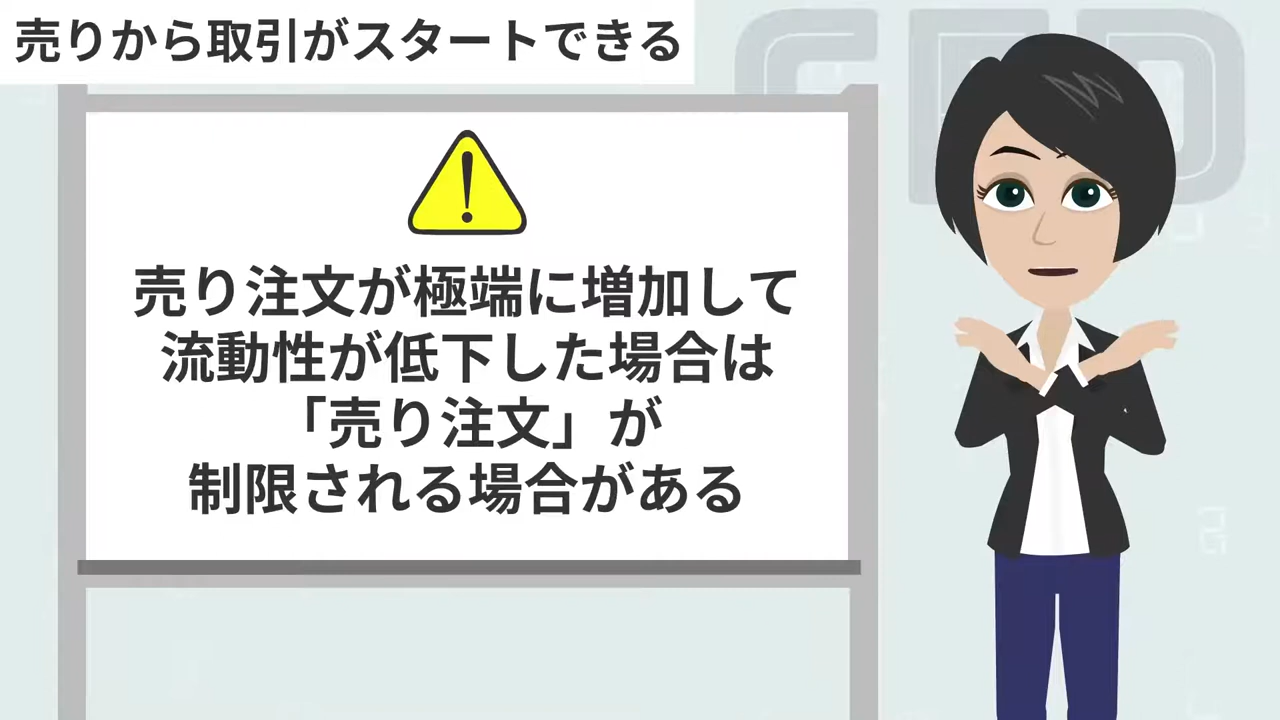 売りから取引がスタートできる
CFD
売り注文が極端に増加して
流動性が低下した場合は
「売り注文」が
制限される場合がある